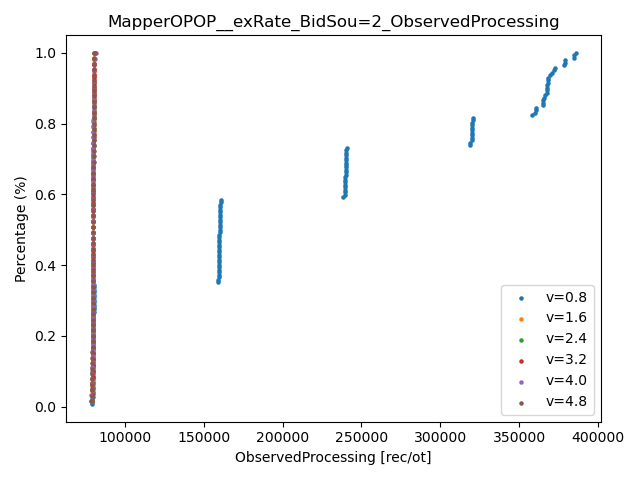 MapperOPOP__exRate_BidSou=2_ObservedProcessing
1.0
0.8
0.6
0.4
0.2
0.0
Percentage (%)
v=0.8
v=1.6
v=2.4
v=3.2
v=4.0
v=4.8
100000 150000 200000 250000 300000 350000 400000
ObservedProcessing [rec/ot]